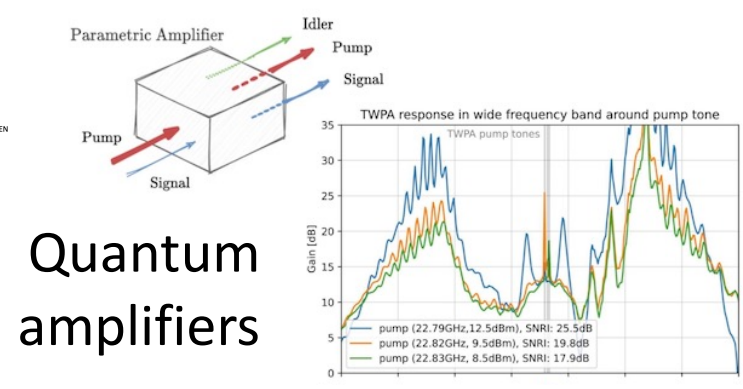 Parametric Amplifier
Idler
Pump
Signal
EN
Pump
Signal
Quantum
amplifiers
TWPA response in wide frequency band around pump tone
TWPA pump tones
Gain [dB]
35
30
25
20
15
10
5
0
pump (22.79GHz,12.5dBm), SNRI: 25.5dB
pump (22.82GHz, 9.5dBm), SNRI: 19.8dB
pump (22.83GHz, 8.5dBm), SNRI: 17.9dB